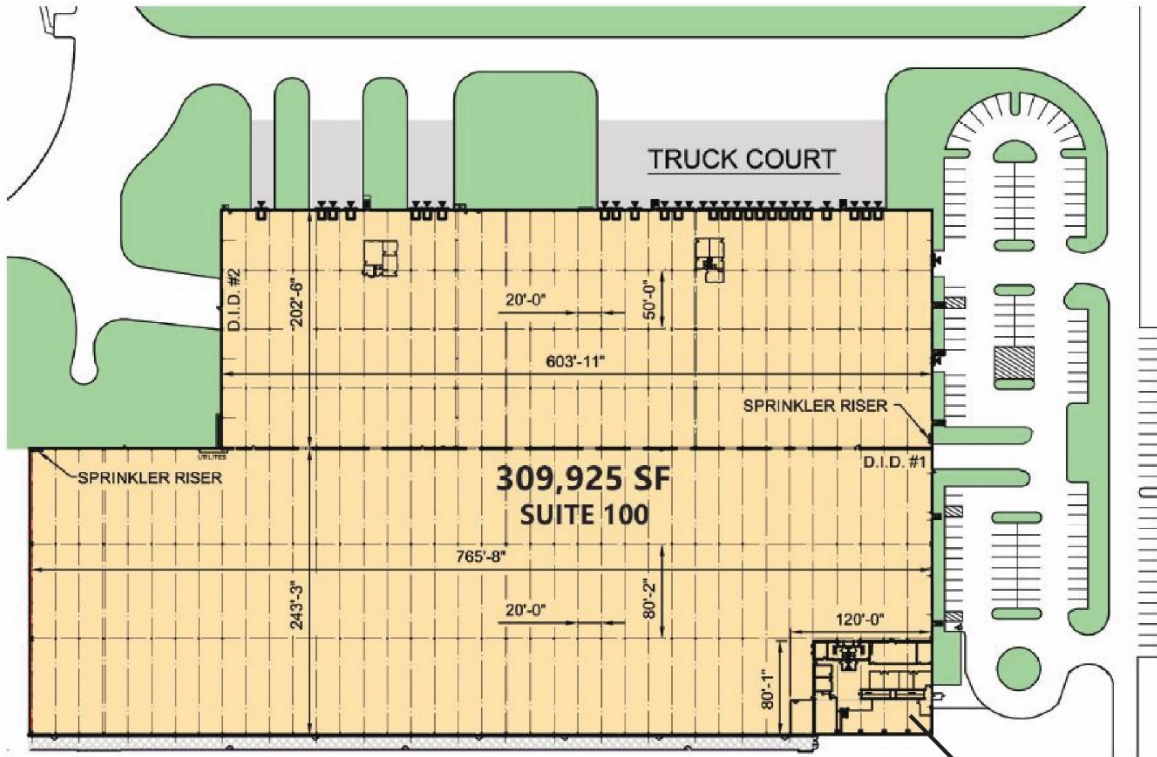 TRUCK COURT
D.I.D. #2
202'-6"
20'-0"
50'-0"
603'-11"
SPRINKLER RISER
UTILITIES
SPRINKLER RISER
309,925 SF
D.I.D. #1
SUITE 100
765'-8"
243'-3"
20'-0"
80'-2"
120'-0"
80'-1"